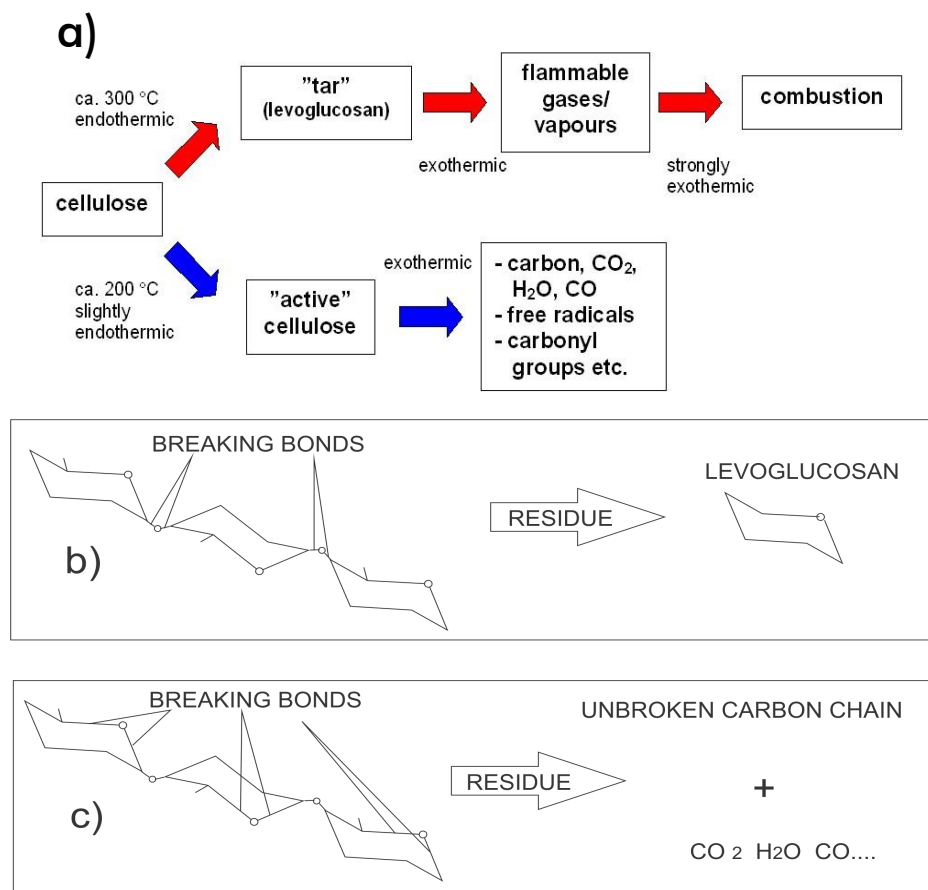 a)
ca. 300 °C
endothermic
"tar"
(levoglucosan)
exothermic
flammable
gases/
vapours
strongly
exothermic
combustion
cellulose
ca. 200 °C
slightly
endothermic
"active"
cellulose
exothermic
- carbon, CO₂,
H₂O, CO
- free radicals
- carbonyl
groups etc.
b)
BREAKING BONDS
RESIDUE
LEVOGLUCOSAN
c)
BREAKING BONDS
RESIDUE
UNBROKEN CARBON CHAIN
+
CO 2 H2O CO....